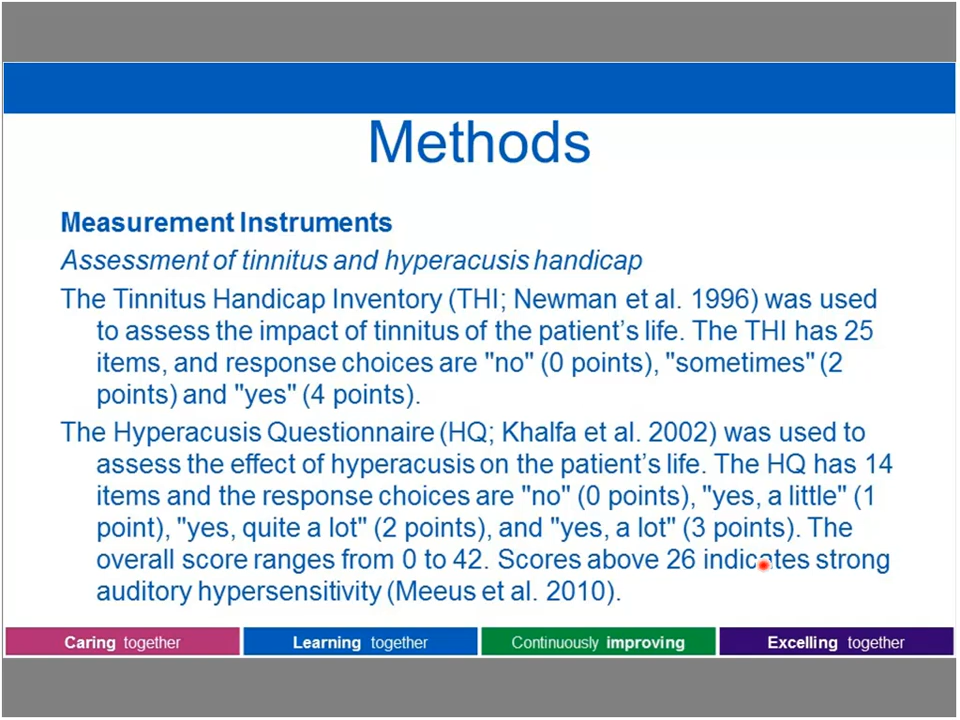 Methods
Measurement Instruments
Assessment of tinnitus and hyperacusis handicap
The Tinnitus Handicap Inventory (THI; Newman et al. 1996) was used
to assess the impact of tinnitus of the patient's life. The THI has 25
items, and response choices are "no" (0 points), "sometimes" (2
points) and "yes" (4 points).
The Hyperacusis Questionnaire (HQ; Khalfa et al. 2002) was used to
assess the effect of hyperacusis on the patient's life. The HQ has 14
items and the response choices are "no" (0 points), "yes, a little" (1
point), "yes, quite a lot" (2 points), and "yes, a lot" (3 points). The
overall score ranges from 0 to 42. Scores above 26 indicates strong
auditory hypersensitivity (Meeus et al. 2010).
Caring together Learning together Continuously improving Excelling together